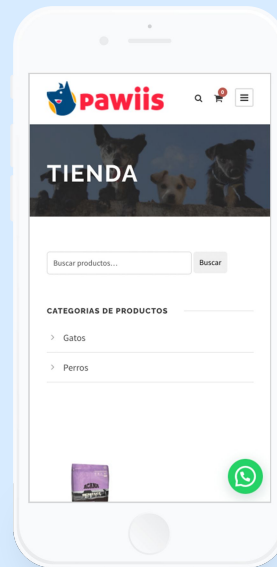 pawiis
0
TIENDA
Buscar productos...
Buscar
CATEGORIAS DE PRODUCTOS
Gatos
Perros
ACANA